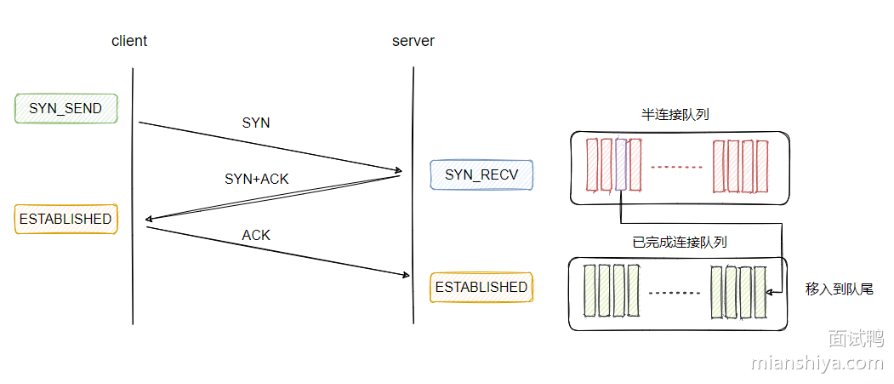 client
server
SYN_SEND
SYN
半连接队列
SYN+ACK
SYN_RECV
ESTABLISHED
ACK
已完成连接队列
ESTABLISHED
移入到队尾
面试鸭
mianshiya.com